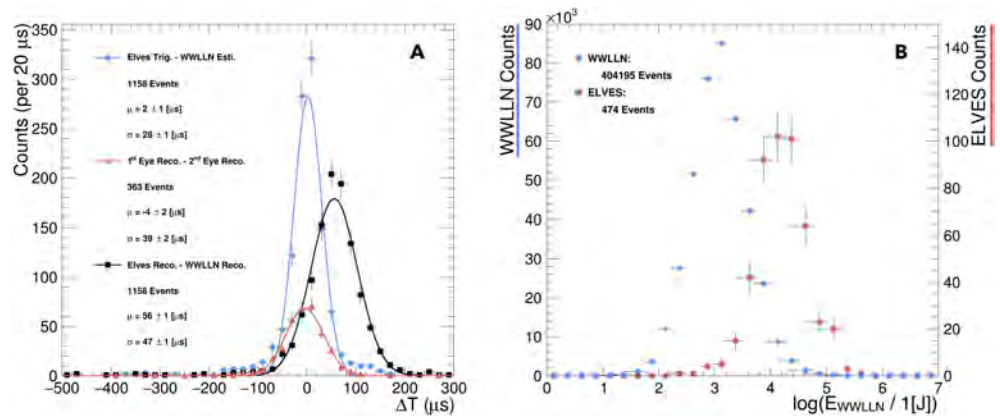 Counts (per 20 μs)
350
300
250
200
150
100
50
0
A
Elves Trig. - WWLLN Esti.
1158 Events
μ = 2 ± 1 [μs]
σ = 28 ± 1 [μs]
1st Eye Reco. - 2nd Eye Reco.
363 Events
μ = -4 ± 2 [μs]
σ = 39 ± 2 [μs]
Elves Reco. - WWLLN Reco.
1158 Events
μ = 56 ± 1 [μs]
σ = 47 ± 1 [μs]
-500 -400 -300 -200 -100 0 100 200 300
ΔT (μs)
×10³
WWLLN Counts
90
80
70
60
50
40
30
20
10
0
B
WWLLN:
404195 Events
ELVES:
474 Events
140
120
100
80
60
40
20
0
ELVES Counts
0 1 2 3 4 5 6 7
log(E_WWLLN / 1[J])